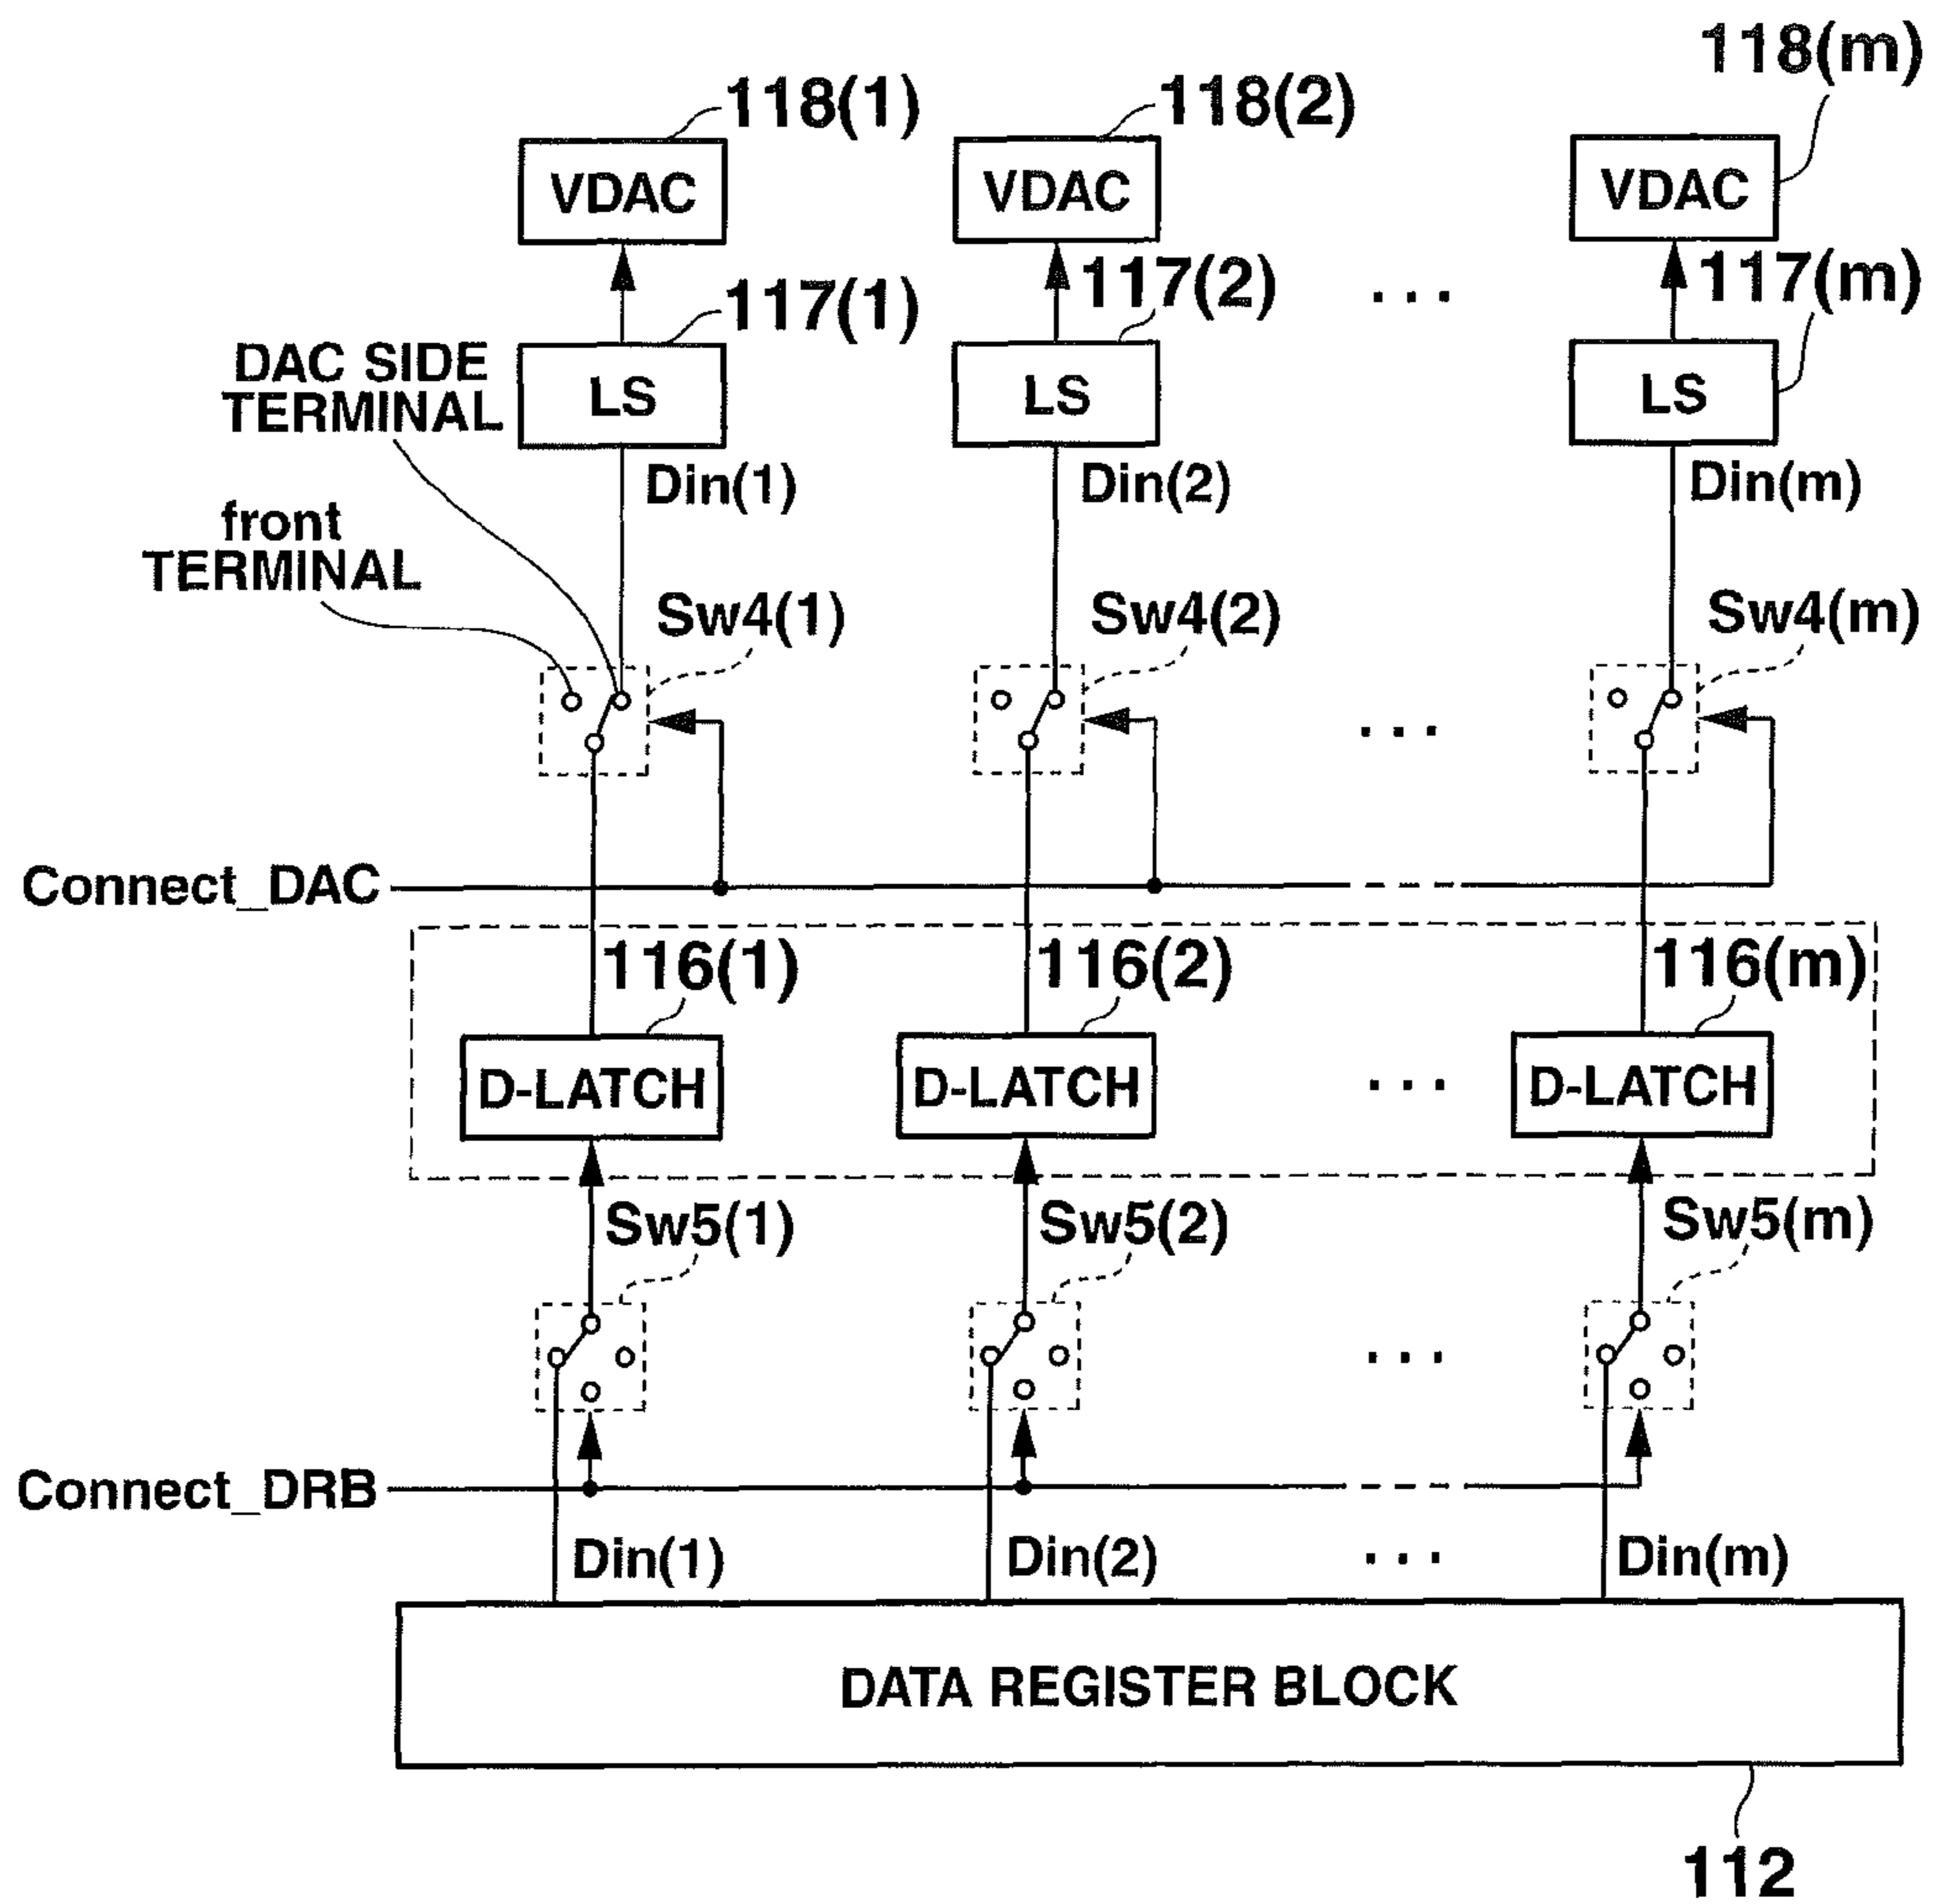 118(m)
118(1)
118(2)
VDAC
VDAC
VDAC
117(1)
117(2)
...
117(m)
DAC SIDE
TERMINAL
LS
LS
LS
Din(1)
Din(2)
Din(m)
front
TERMINAL
Sw4(1)
Sw4(2)
Sw4(m)
...
Connect_DAC
116(1)
116(2)
116(m)
D-LATCH
D-LATCH
...
D-LATCH
Sw5(1)
Sw5(2)
Sw5(m)
...
Connect_DRB
Din(1)
Din(2)
...
Din(m)
DATA REGISTER BLOCK
112